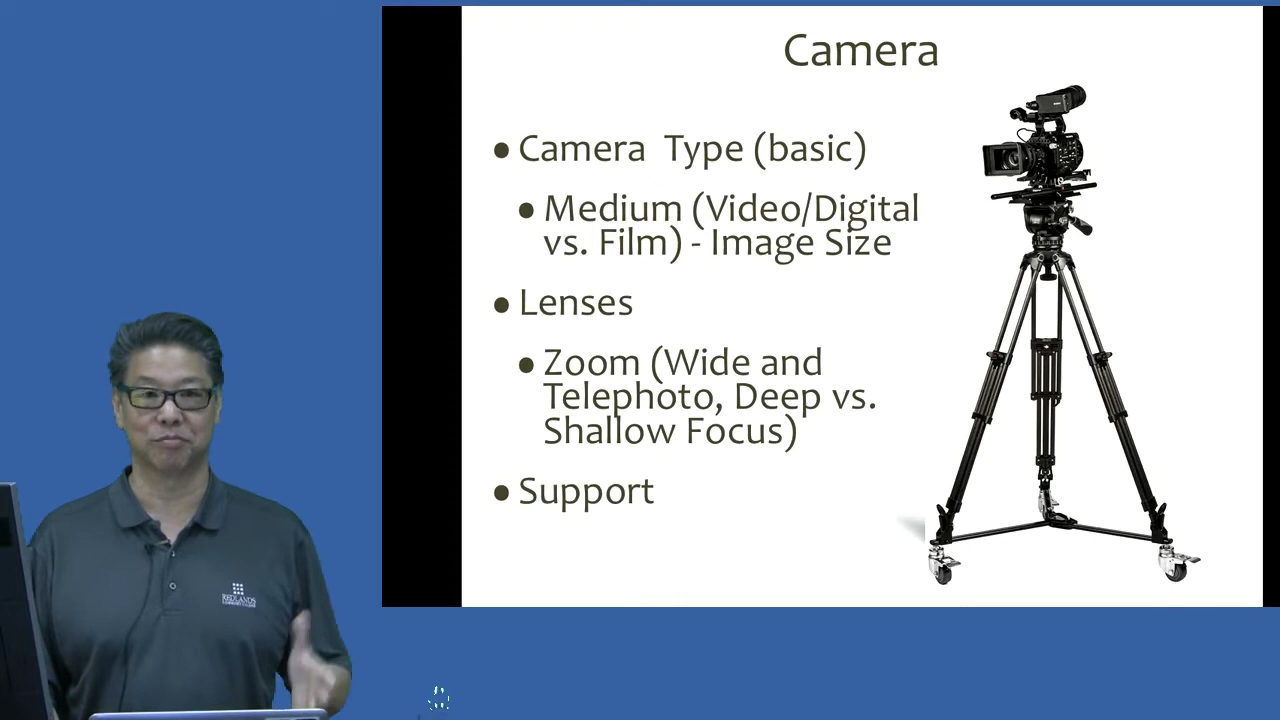 Camera
• Camera Type (basic)
• Medium (Video/Digital
vs. Film) - Image Size
• Lenses
• Zoom (Wide and
Telephoto, Deep vs.
Shallow Focus)
• Support
REDLANDS